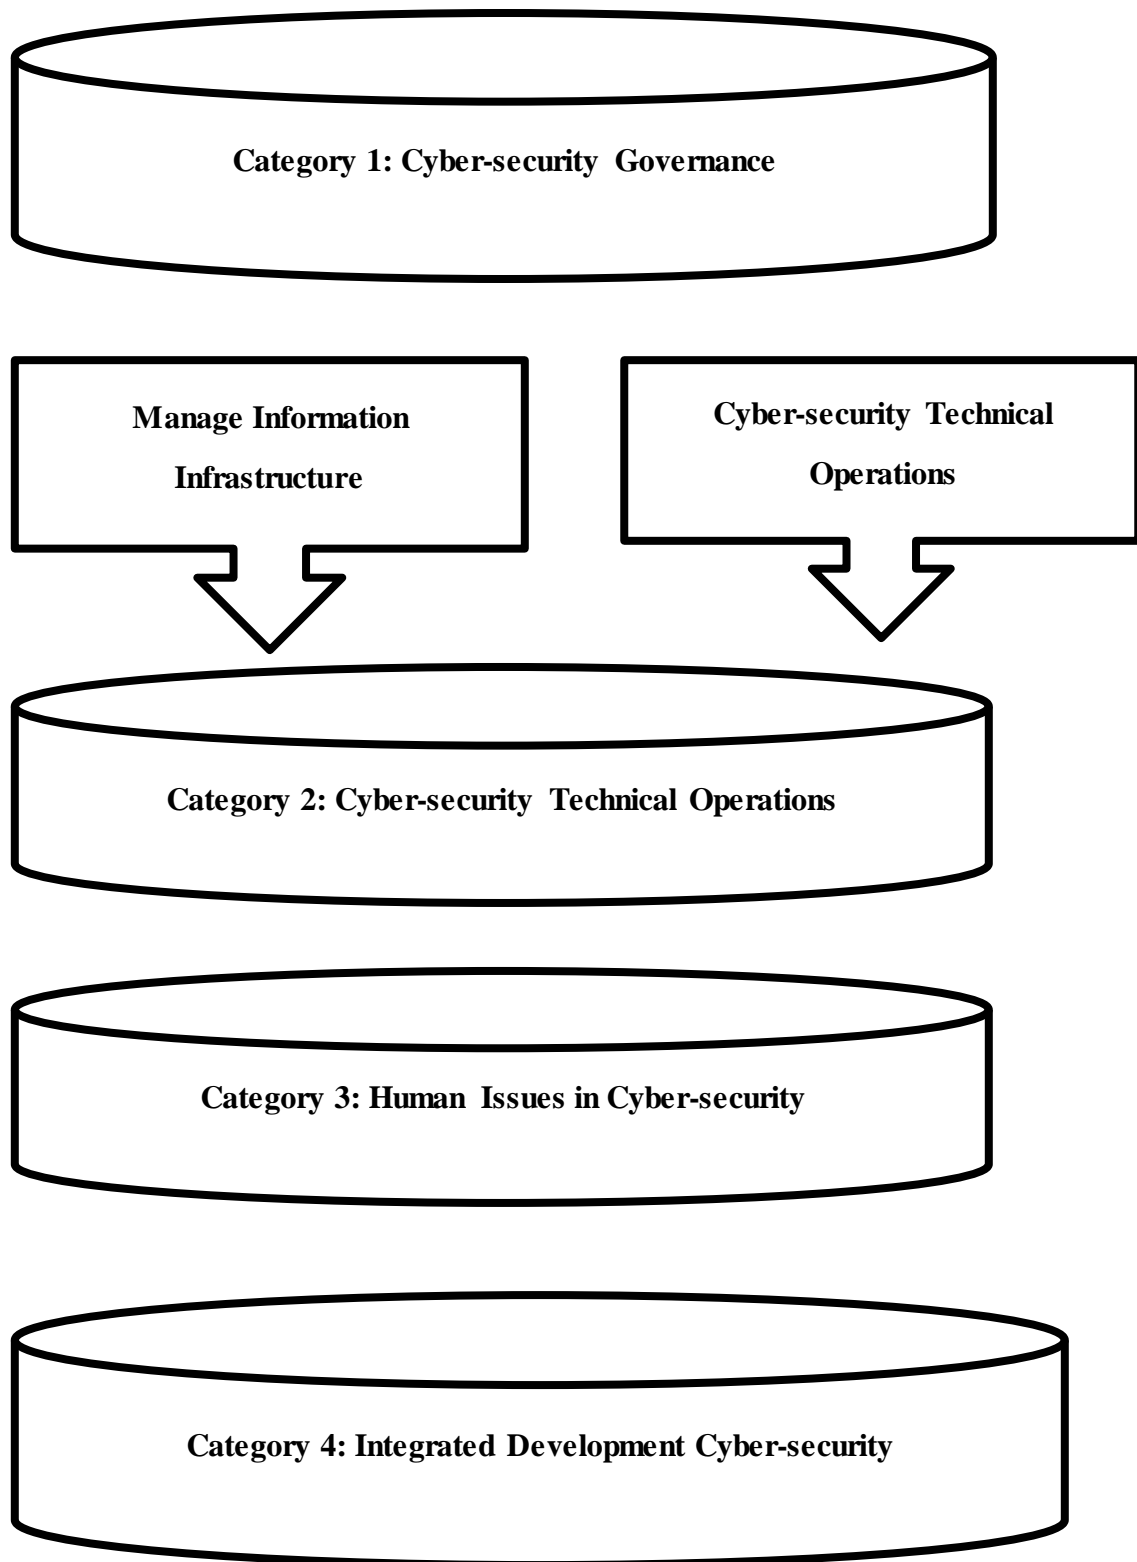 Category 1: Cyber-security Governance
Manage Information
Infrastructure
Cyber-security Technical
Operations
Category 2: Cyber-security Technical Operations
Category 3: Human Issues in Cyber-security
Category 4: Integrated Development Cyber-security